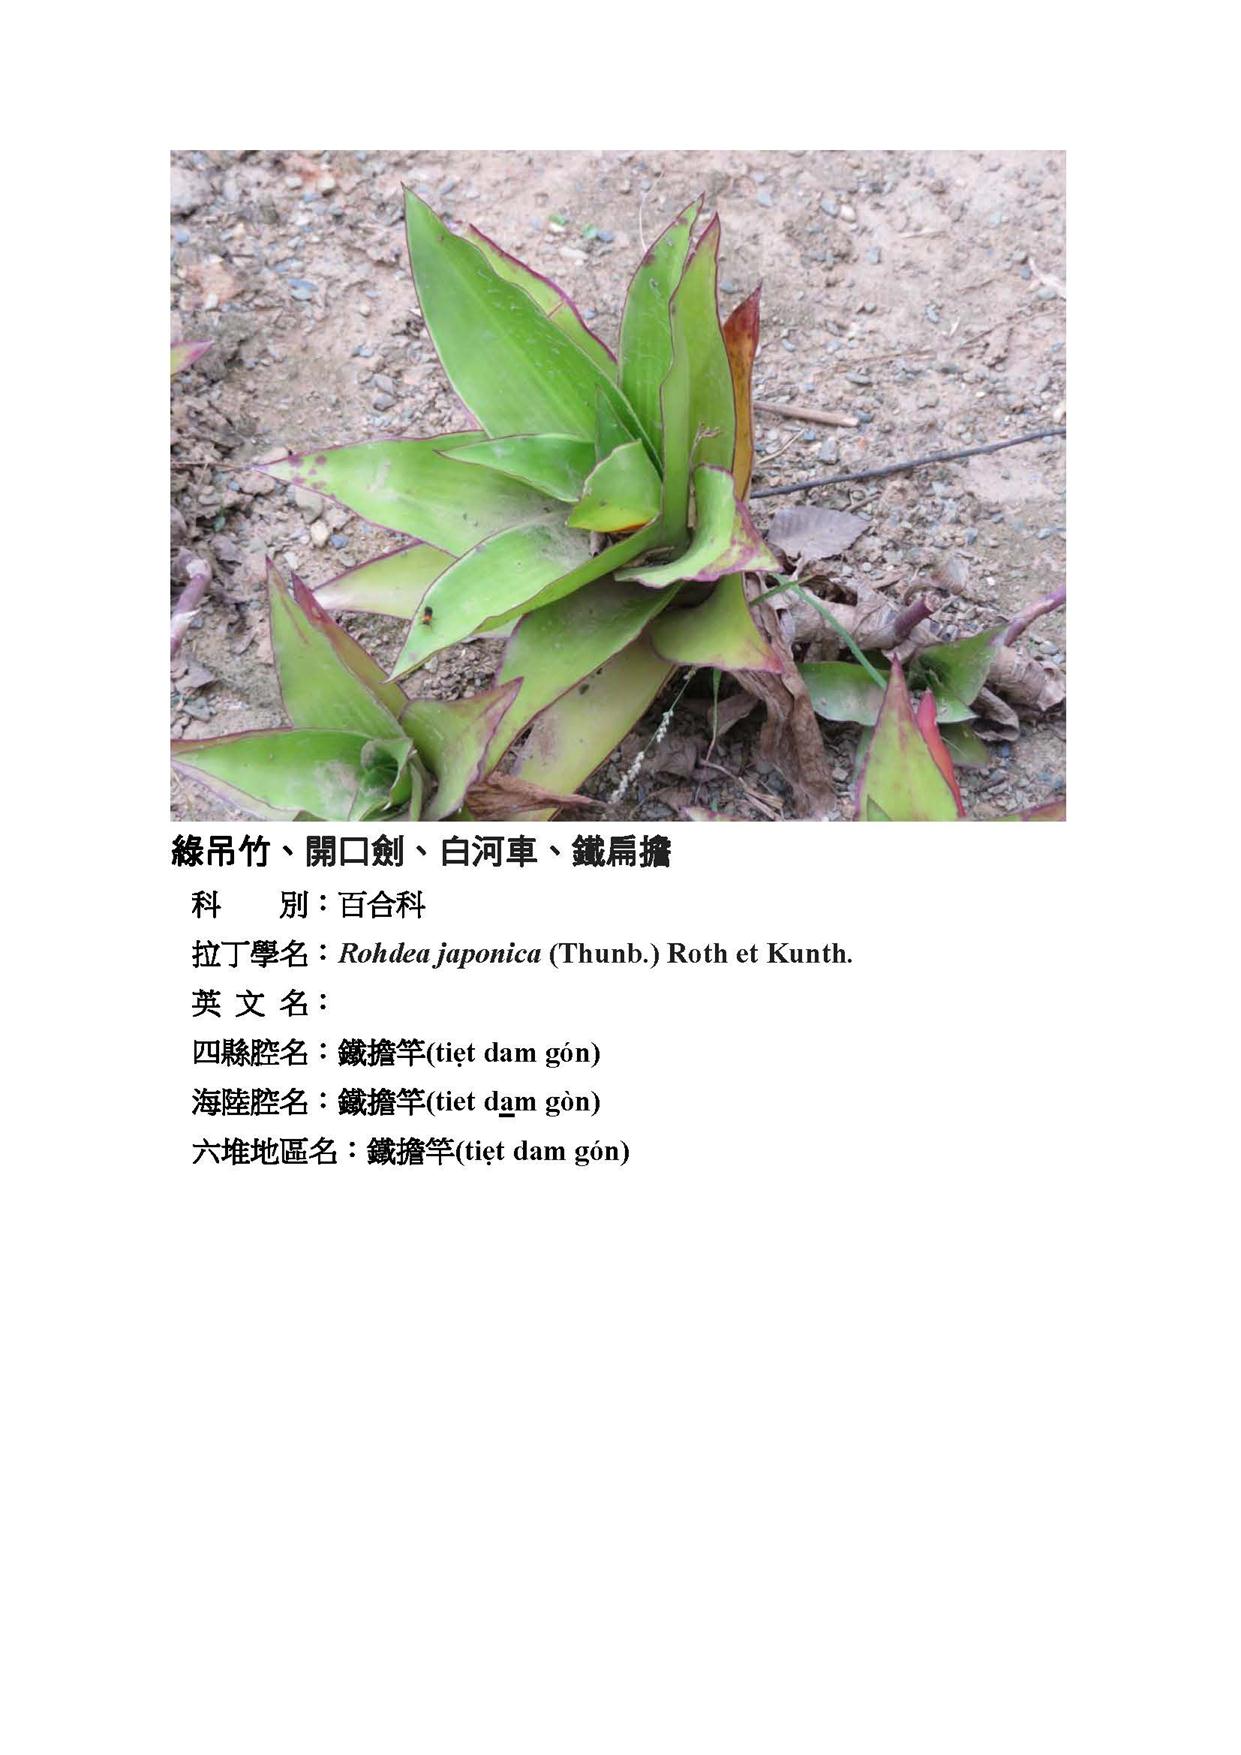 綠吊竹、開口劍、白河車、鐵扁擔
科　　別：百合科
拉丁學名：Rohdea japonica (Thunb.) Roth et Kunth.
英 文 名：
四縣腔名：鐵擔竿(tiẹt dam gón)
海陸腔名：鐵擔竿(tiet da̲m gòn)
六堆地區名：鐵擔竿(tiẹt dam gón)